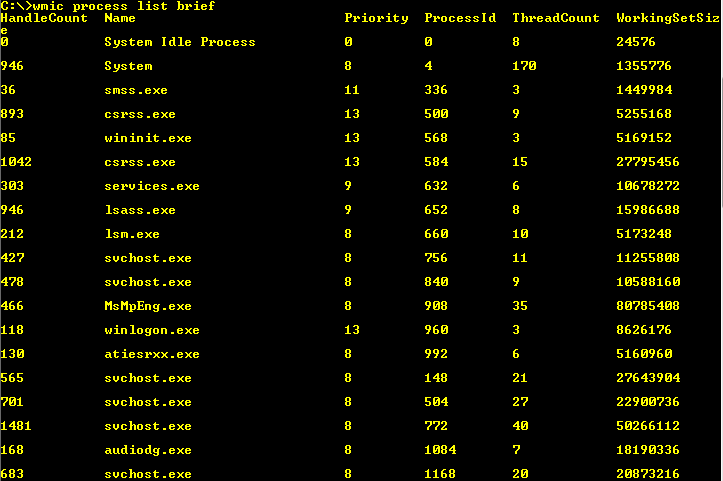 C:\>wmic process list brief
HandleCount  Name                          Priority  ProcessId  ThreadCount  WorkingSetSiz
e
0            System Idle Process           0         0          8            24576
946          System                        8         4          170          1355776
36           smss.exe                      11        336        3            1449984
893          csrss.exe                     13        500        9            5255168
85           wininit.exe                   13        568        3            5169152
1042         csrss.exe                     13        584        15           27795456
303          services.exe                  9         632        6            10678272
946          lsass.exe                     9         652        8            15986688
212          lsm.exe                       8         660        10           5173248
427          svchost.exe                   8         756        11           11255808
478          svchost.exe                   8         840        9            10588160
466          MsMpEng.exe                   8         908        35           80785408
118          winlogon.exe                  13        960        3            8626176
130          atiesrxx.exe                  8         992        6            5160960
565          svchost.exe                   8         148        21           27643904
701          svchost.exe                   8         504        27           22900736
1481         svchost.exe                   8         772        40           50266112
168          audiodg.exe                   8         1084       7            18190336
683          svchost.exe                   8         1168       20           20873216